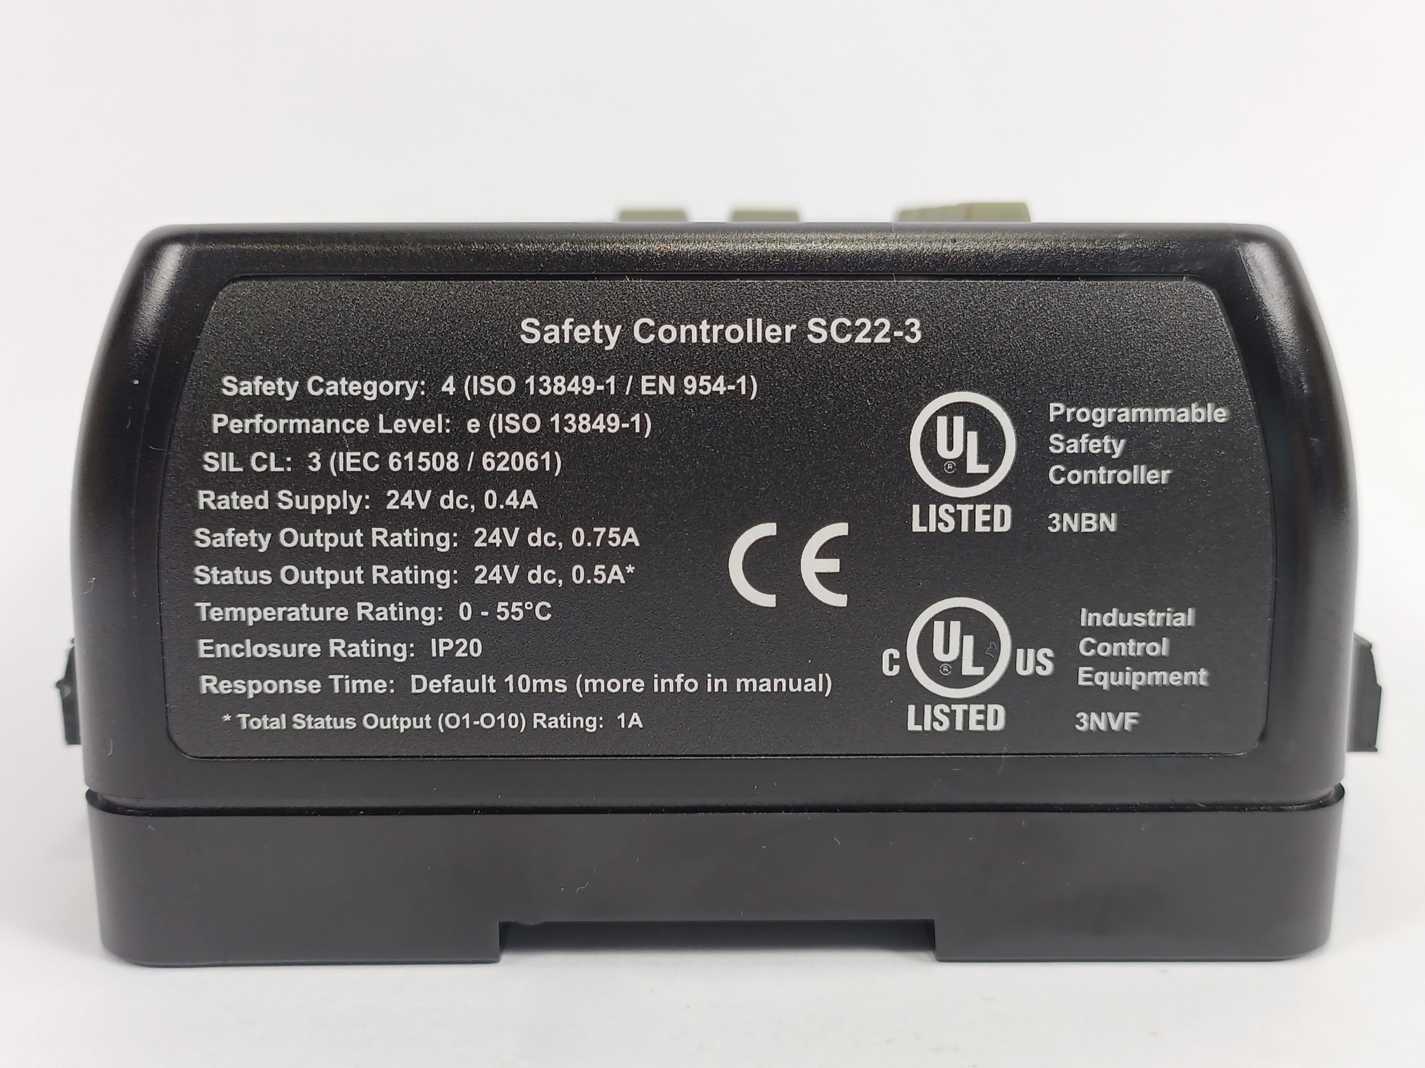 Safety Controller SC22-3
Safety Category: 4 (ISO 13849-1 / EN 954-1)
Performance Level: e (ISO 13849-1)
SIL CL: 3 (IEC 61508 / 62061)
Rated Supply: 24V dc, 0.4A
Safety Output Rating: 24V dc, 0.75A
Status Output Rating: 24V dc, 0.5A*
Temperature Rating: 0 - 55°C
Enclosure Rating: IP20
Response Time: Default 10ms (more info in manual)
* Total Status Output (O1-O10) Rating: 1A
CE
UL ®
LISTED
Programmable
Safety
Controller
3NBN
C UL ® US
LISTED
Industrial
Control
Equipment
3NVF